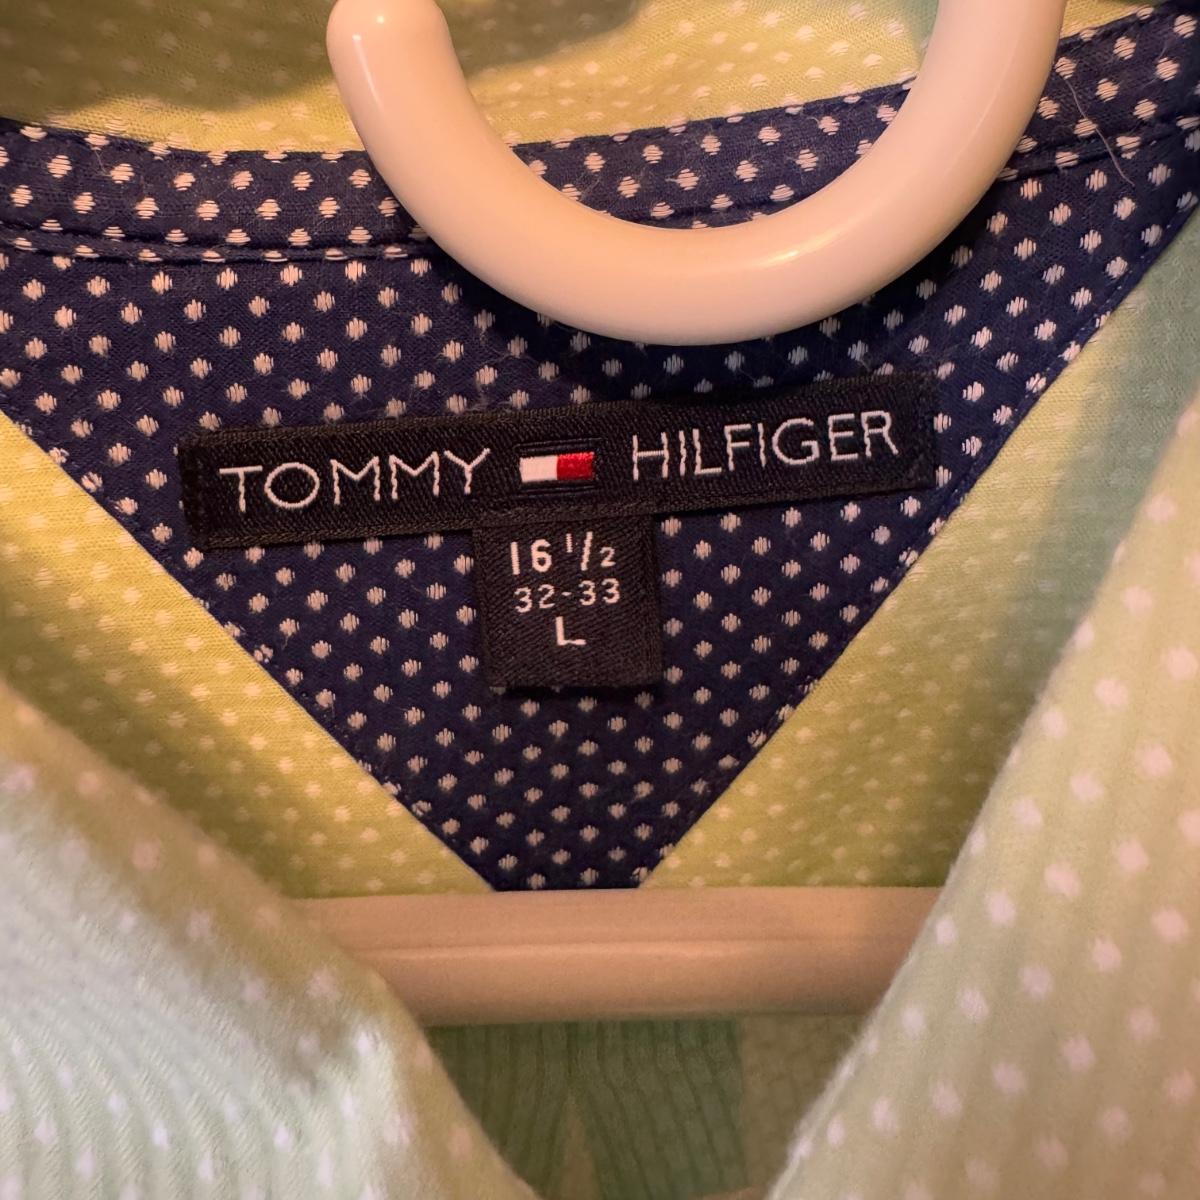 TOMMY HILFIGER
16 1/2
32-33
L